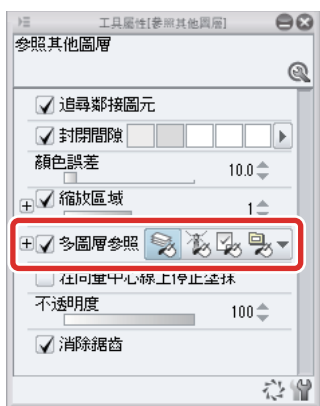 工具屬性[參照其他圖層]
參照其他圖層
追尋鄰接圖元
封閉間隙
顏色誤差 10.0
縮放區域 1
多圖層參照
在向量中心線上停止塗抹
不透明度 100
消除鋸齒